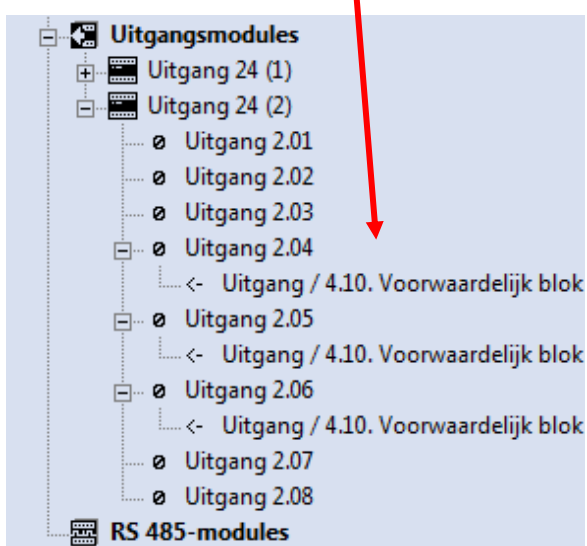 Uitgangsmodules
Uitgang 24 (1)
Uitgang 24 (2)
Uitgang 2.01
Uitgang 2.02
Uitgang 2.03
Uitgang 2.04
<- Uitgang / 4.10. Voorwaardelijk blok
Uitgang 2.05
<- Uitgang / 4.10. Voorwaardelijk blok
Uitgang 2.06
<- Uitgang / 4.10. Voorwaardelijk blok
Uitgang 2.07
Uitgang 2.08
RS 485-modules